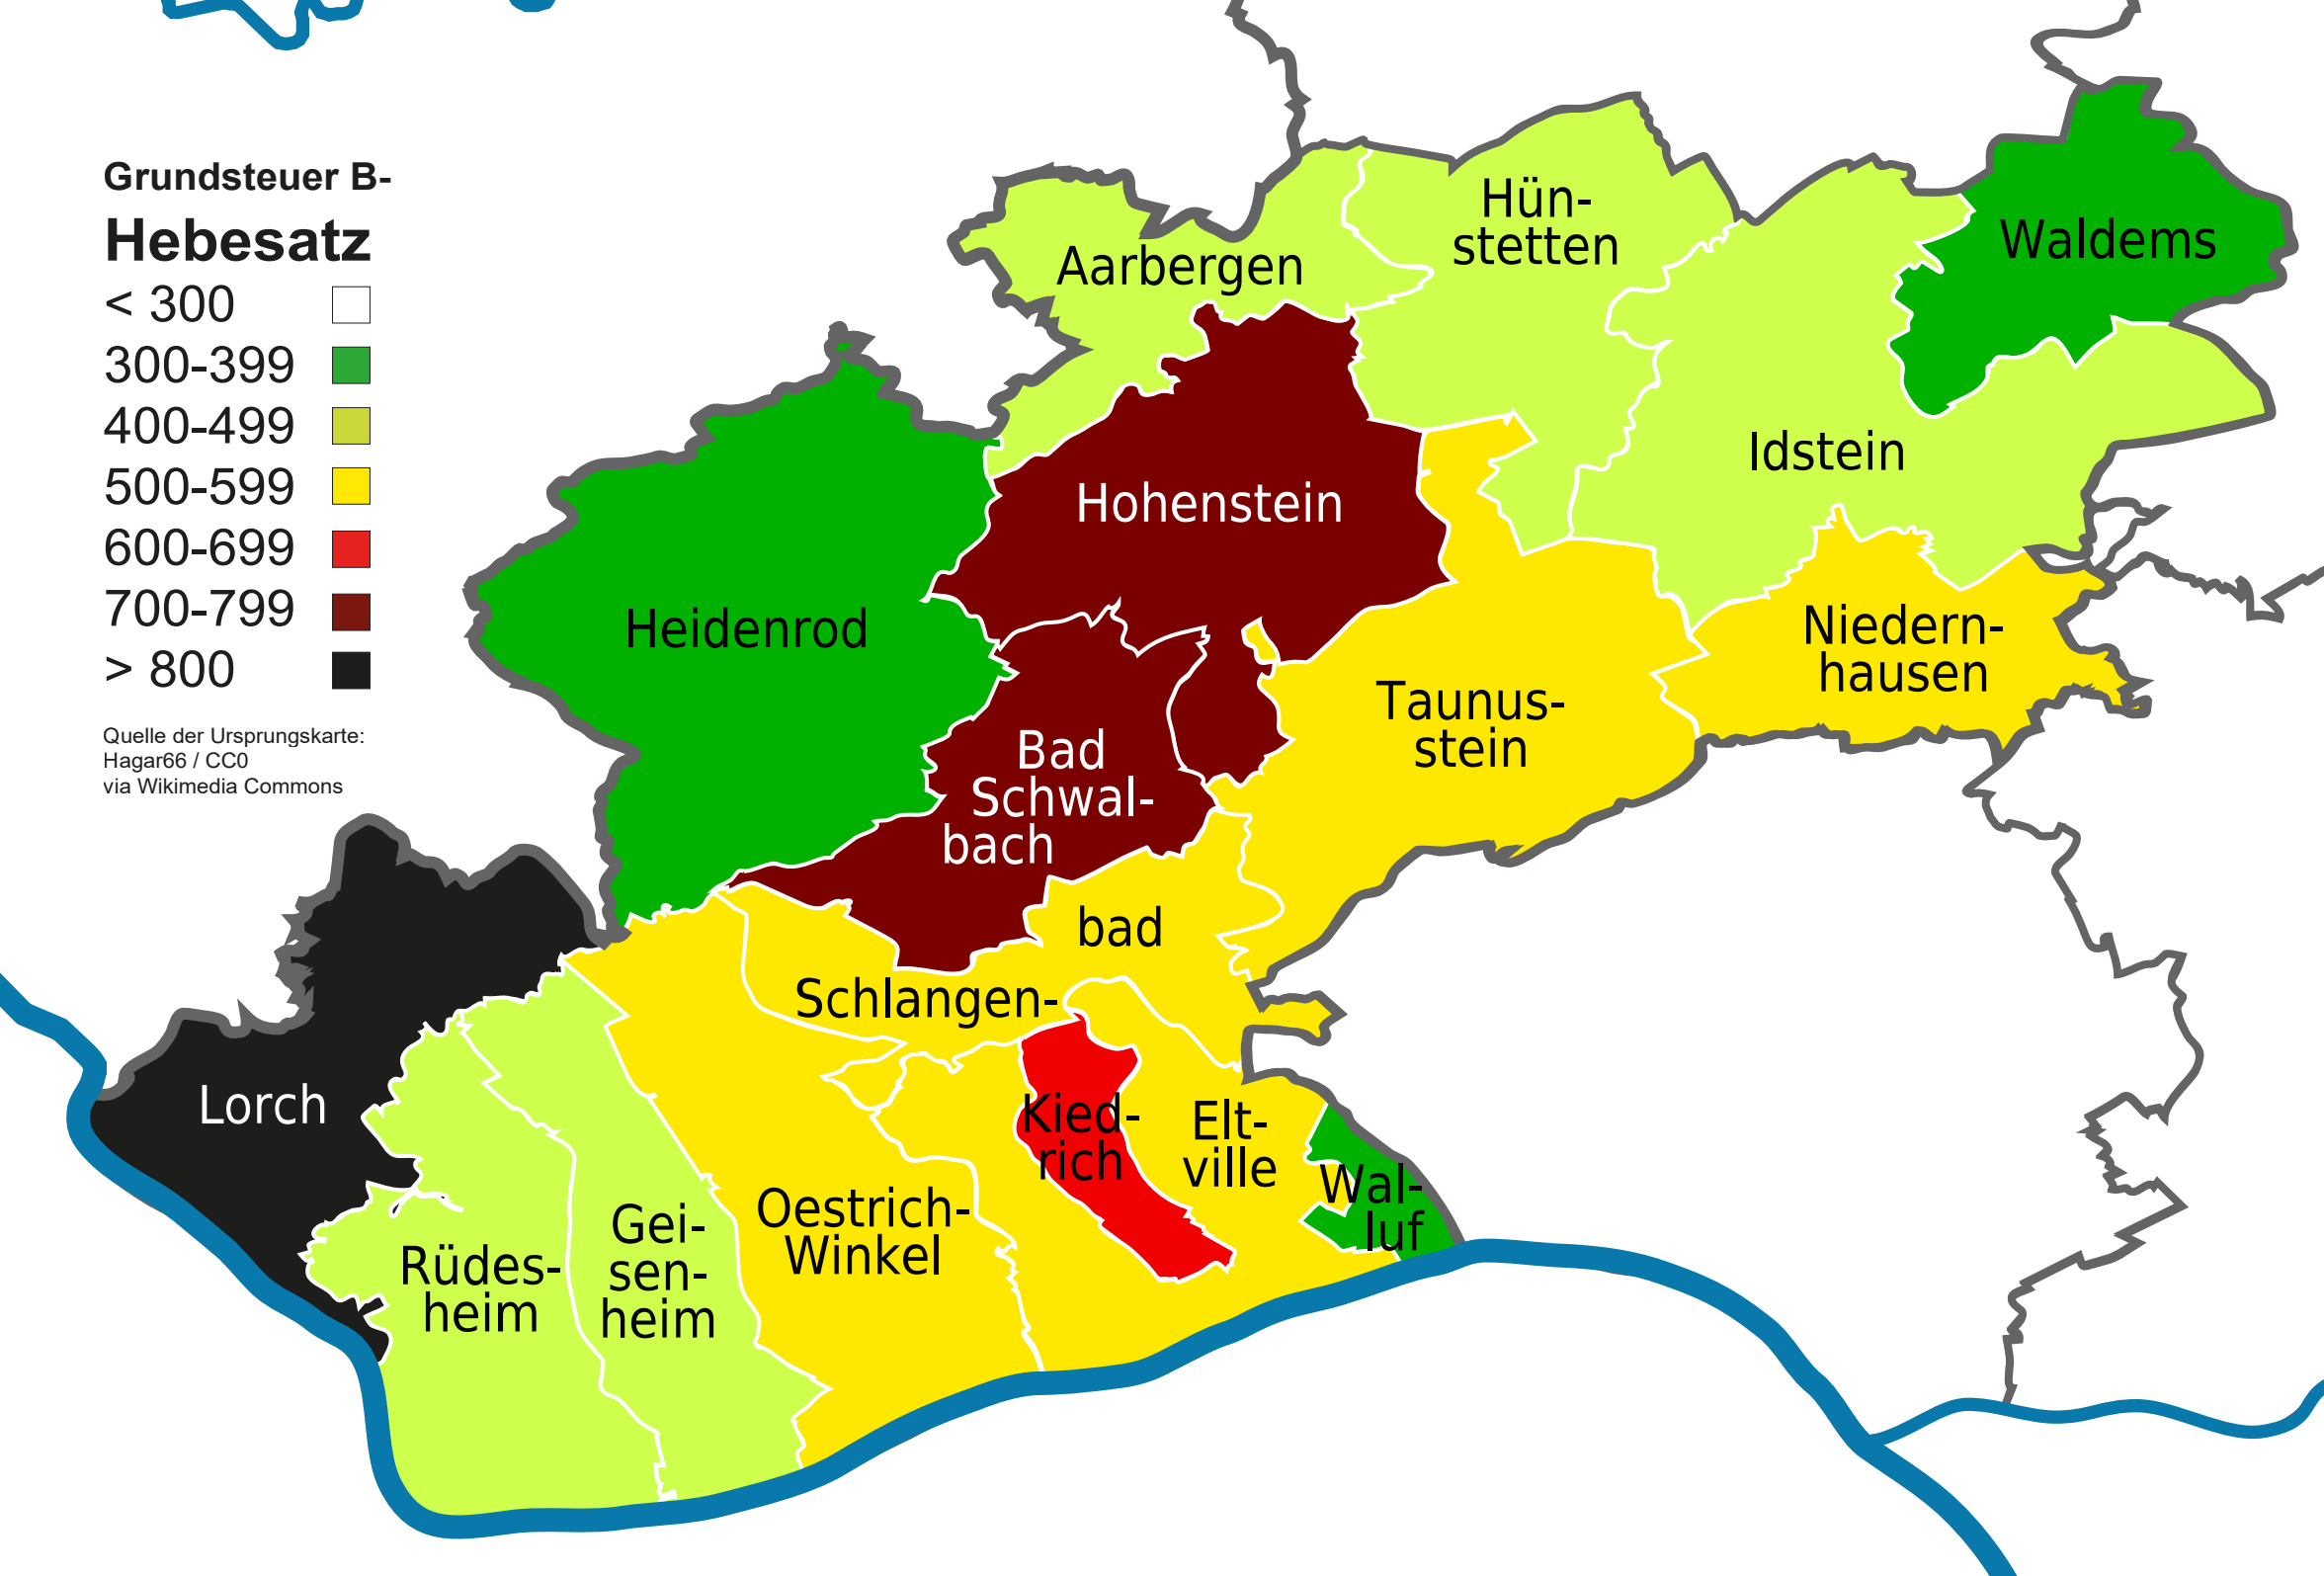 Grundsteuer B-
Hebesatz
< 300
300-399
400-499
500-599
600-699
700-799
> 800
Quelle der Ursprungskarte:
Hagar66 / CC0
via Wikimedia Commons
Hün-
stetten
Waldems
Aarbergen
Idstein
Hohenstein
Heidenrod
Niedern-
hausen
Taunus-
stein
Bad
Schwal-
bach
bad
Schlangen-
Lorch
Kied-
rich
Elt-
ville
Wal-
luf
Oestrich-
Winkel
Gei-
sen-
heim
Rüdes-
heim